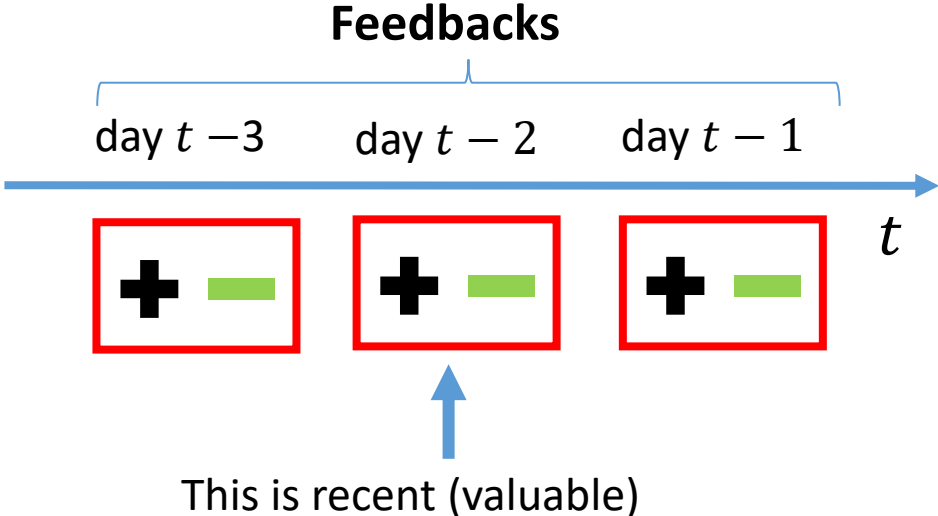 Feedbacks
day t −3 day t − 2 day t − 1
t
This is recent (valuable)